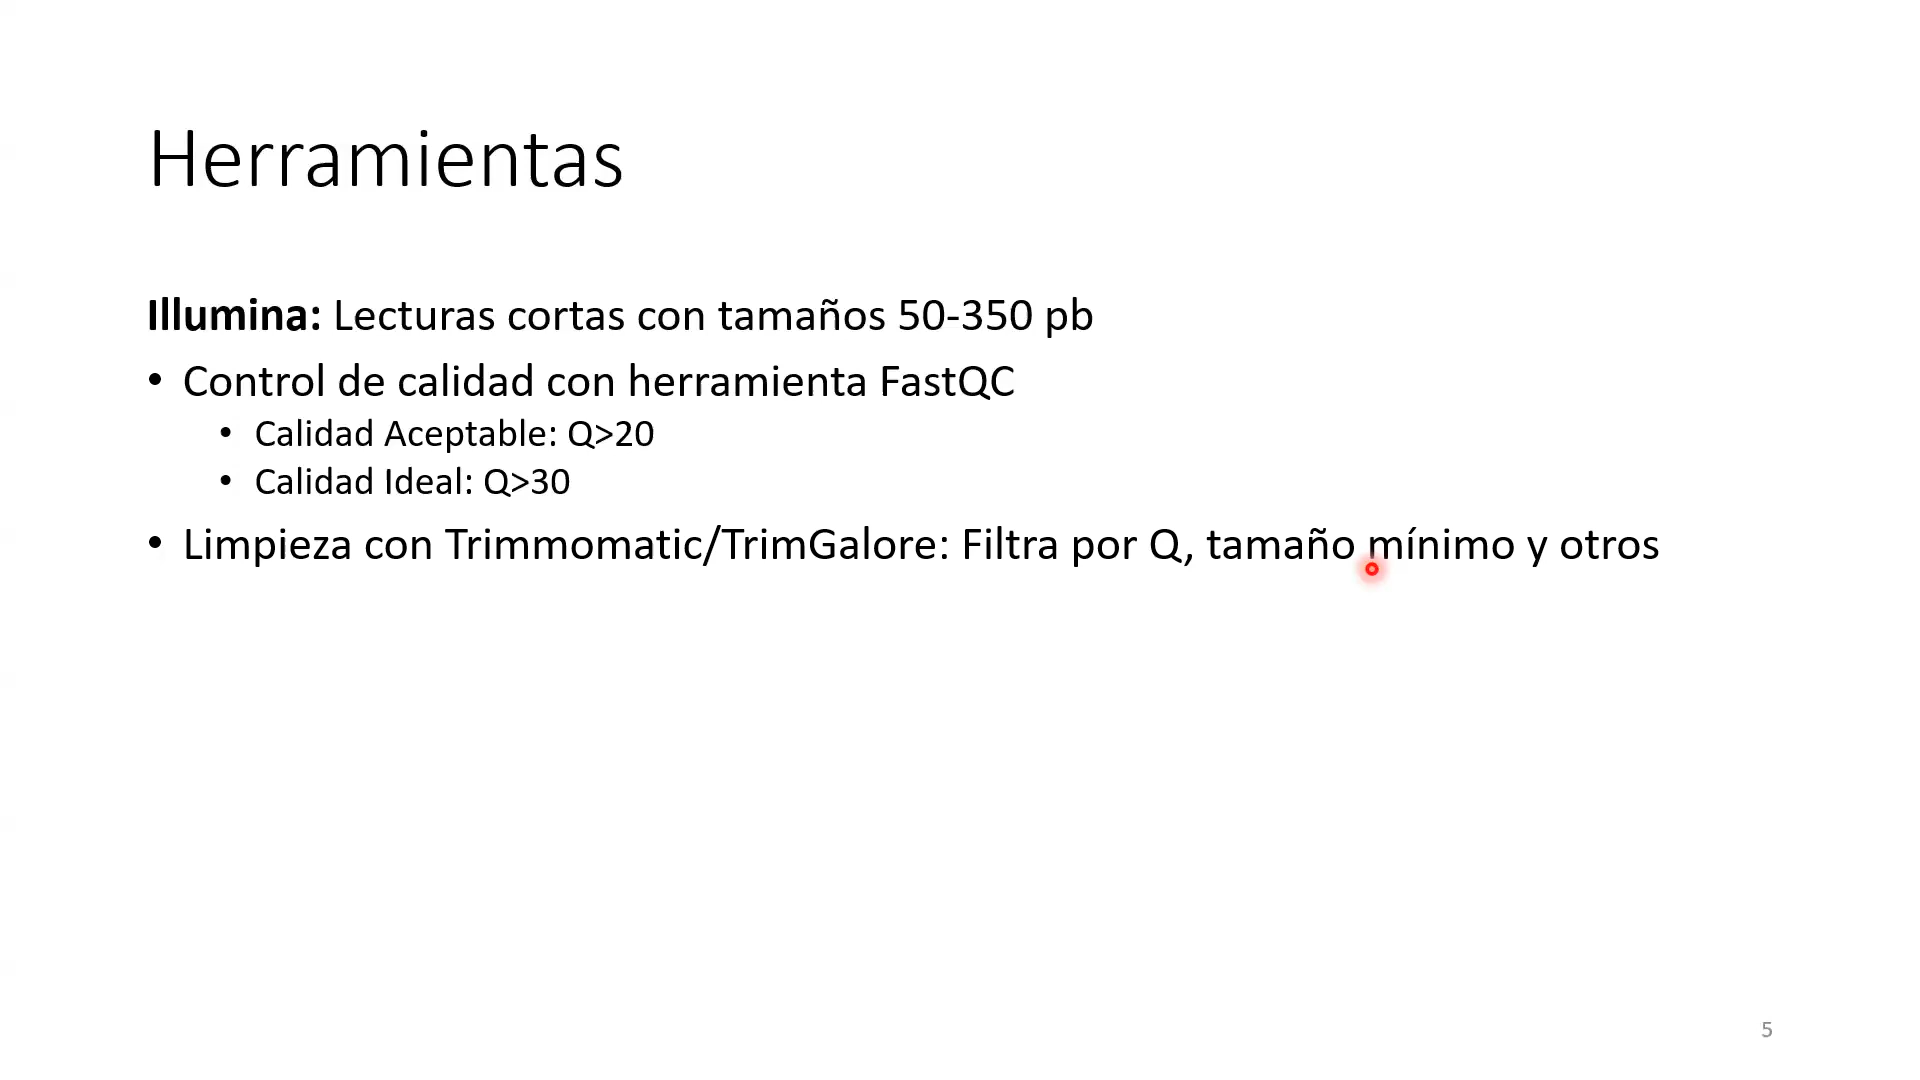 Herramientas
Illumina: Lecturas cortas con tamaños 50-350 pb
• Control de calidad con herramienta FastQC
• Calidad Aceptable: Q>20
• Calidad Ideal: Q>30
• Limpieza con Trimmomatic/TrimGalore: Filtra por Q, tamaño mínimo y otros
5